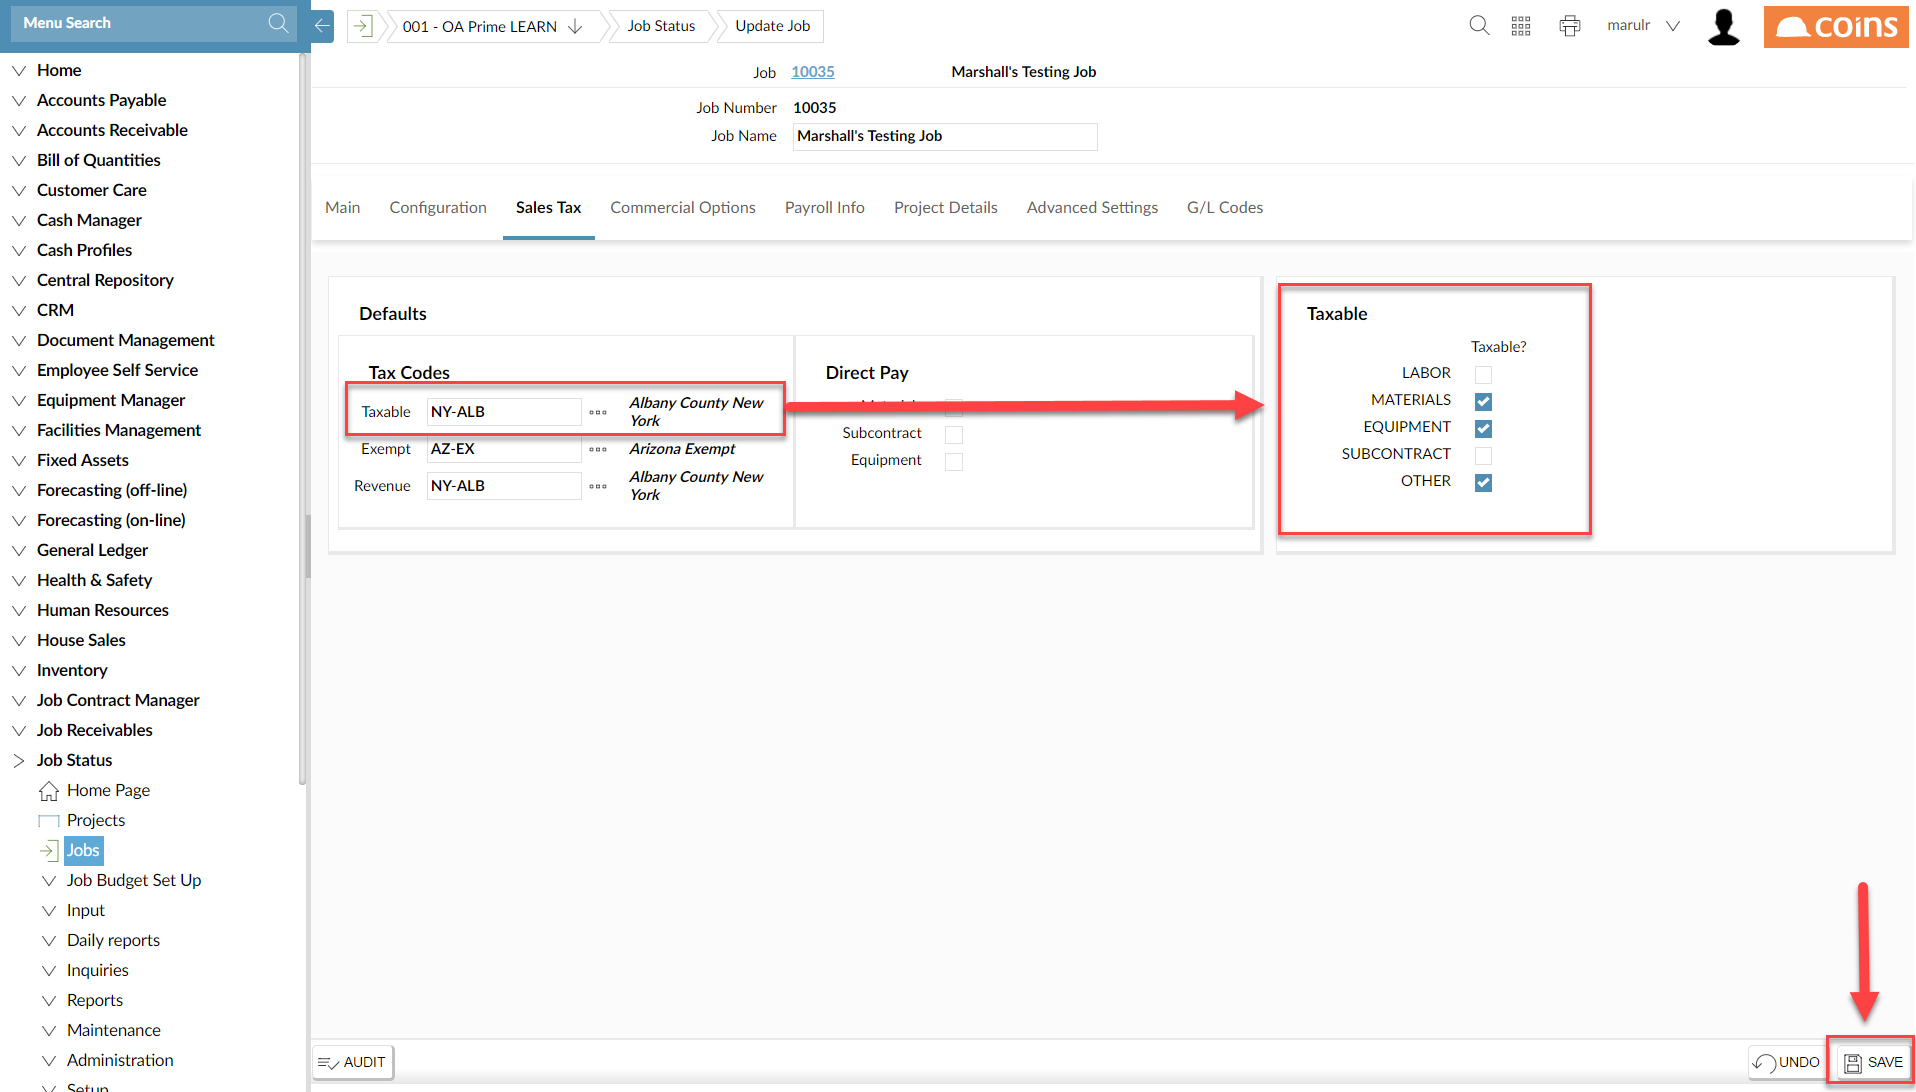 Menu Search
001 - OA Prime LEARN
Job Status
Update Job
marulr
coins
Home
Accounts Payable
Accounts Receivable
Bill of Quantities
Customer Care
Cash Manager
Cash Profiles
Central Repository
CRM
Document Management
Employee Self Service
Equipment Manager
Facilities Management
Fixed Assets
Forecasting (off-line)
Forecasting (on-line)
General Ledger
Health & Safety
Human Resources
House Sales
Inventory
Job Contract Manager
Job Receivables
Job Status
Home Page
Projects
Jobs
Job Budget Set Up
Input
Daily reports
Inquiries
Reports
Maintenance
Administration
Setup
Job 10035 Marshall's Testing Job
Job Number 10035
Job Name Marshall's Testing Job
Main Configuration Sales Tax Commercial Options Payroll Info Project Details Advanced Settings G/L Codes
Defaults
Tax Codes
Taxable NY-ALB Albany County New
York
Exempt AZ-EX Arizona Exempt
Revenue NY-ALB Albany County New
York
Direct Pay
Subcontract
Equipment
Taxable
Taxable?
LABOR
MATERIALS
EQUIPMENT
SUBCONTRACT
OTHER
AUDIT
UNDO
SAVE